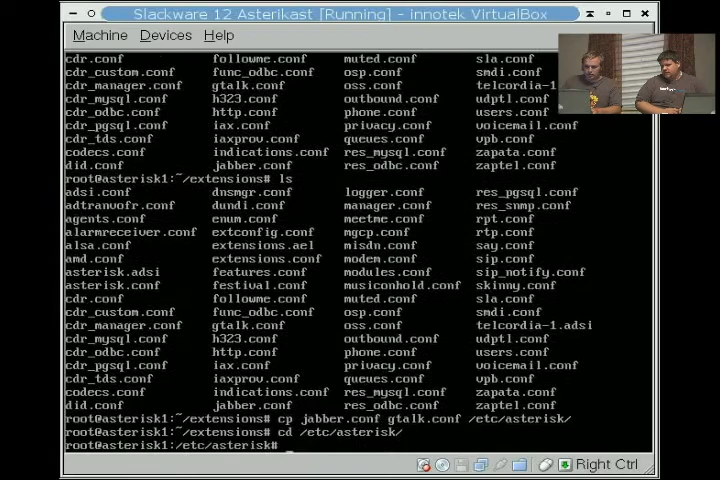 Slackware 12 Asterikast [Running] - innotek VirtualBox
Machine Devices Help
cdr.conf followme.conf muted.conf sla.conf
cdr_custom.conf func_odbc.conf osp.conf smdi.conf
cdr_manager.conf gtalk.conf oss.conf telcordia-1
cdr_mysql.conf h323.conf outbound.conf udptl.conf
cdr_odbc.conf http.conf phone.conf users.conf
cdr_pgsql.conf iax.conf privacy.conf voicemail.conf
cdr_tds.conf iaxprov.conf queues.conf vpb.conf
codecs.conf indications.conf res_mysql.conf zapata.conf
did.conf jabber.conf res_odbc.conf zaptel.conf
root@asterisk1:~/extensions# ls
adsi.conf dnsmgr.conf logger.conf res_pgsql.conf
adtranvofr.conf dundi.conf manager.conf res_snmp.conf
agents.conf enum.conf meetme.conf rpt.conf
alarmreceiver.conf extconfig.conf mgcp.conf rtp.conf
alsa.conf extensions.ael misdn.conf say.conf
amd.conf extensions.conf modem.conf sip.conf
asterisk.adsi features.conf modules.conf sip_notify.conf
asterisk.conf festival.conf musiconhold.conf skinny.conf
cdr.conf followme.conf muted.conf sla.conf
cdr_custom.conf func_odbc.conf osp.conf smdi.conf
cdr_manager.conf gtalk.conf oss.conf telcordia-1.adsi
cdr_mysql.conf h323.conf outbound.conf udptl.conf
cdr_odbc.conf http.conf phone.conf users.conf
cdr_pgsql.conf iax.conf privacy.conf voicemail.conf
cdr_tds.conf iaxprov.conf queues.conf vpb.conf
codecs.conf indications.conf res_mysql.conf zapata.conf
did.conf jabber.conf res_odbc.conf zaptel.conf
root@asterisk1:~/extensions# cp jabber.conf gtalk.conf /etc/asterisk/
root@asterisk1:~/extensions# cd /etc/asterisk/
root@asterisk1:/etc/asterisk# _
Right Ctrl